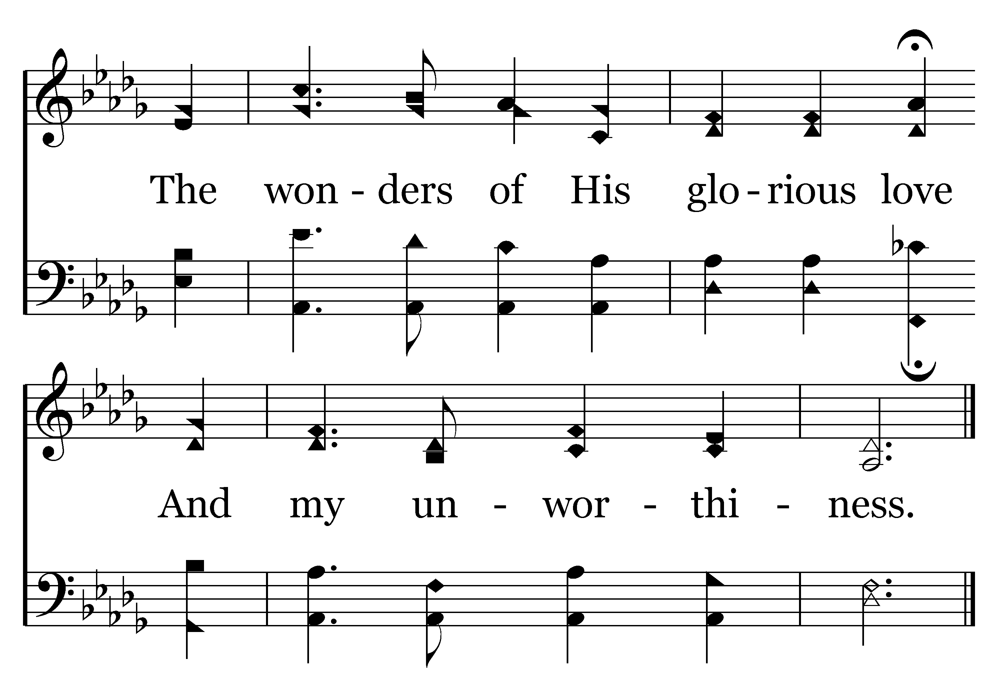 The won - ders of His glo - rious love
And my un - wor - thi - ness.